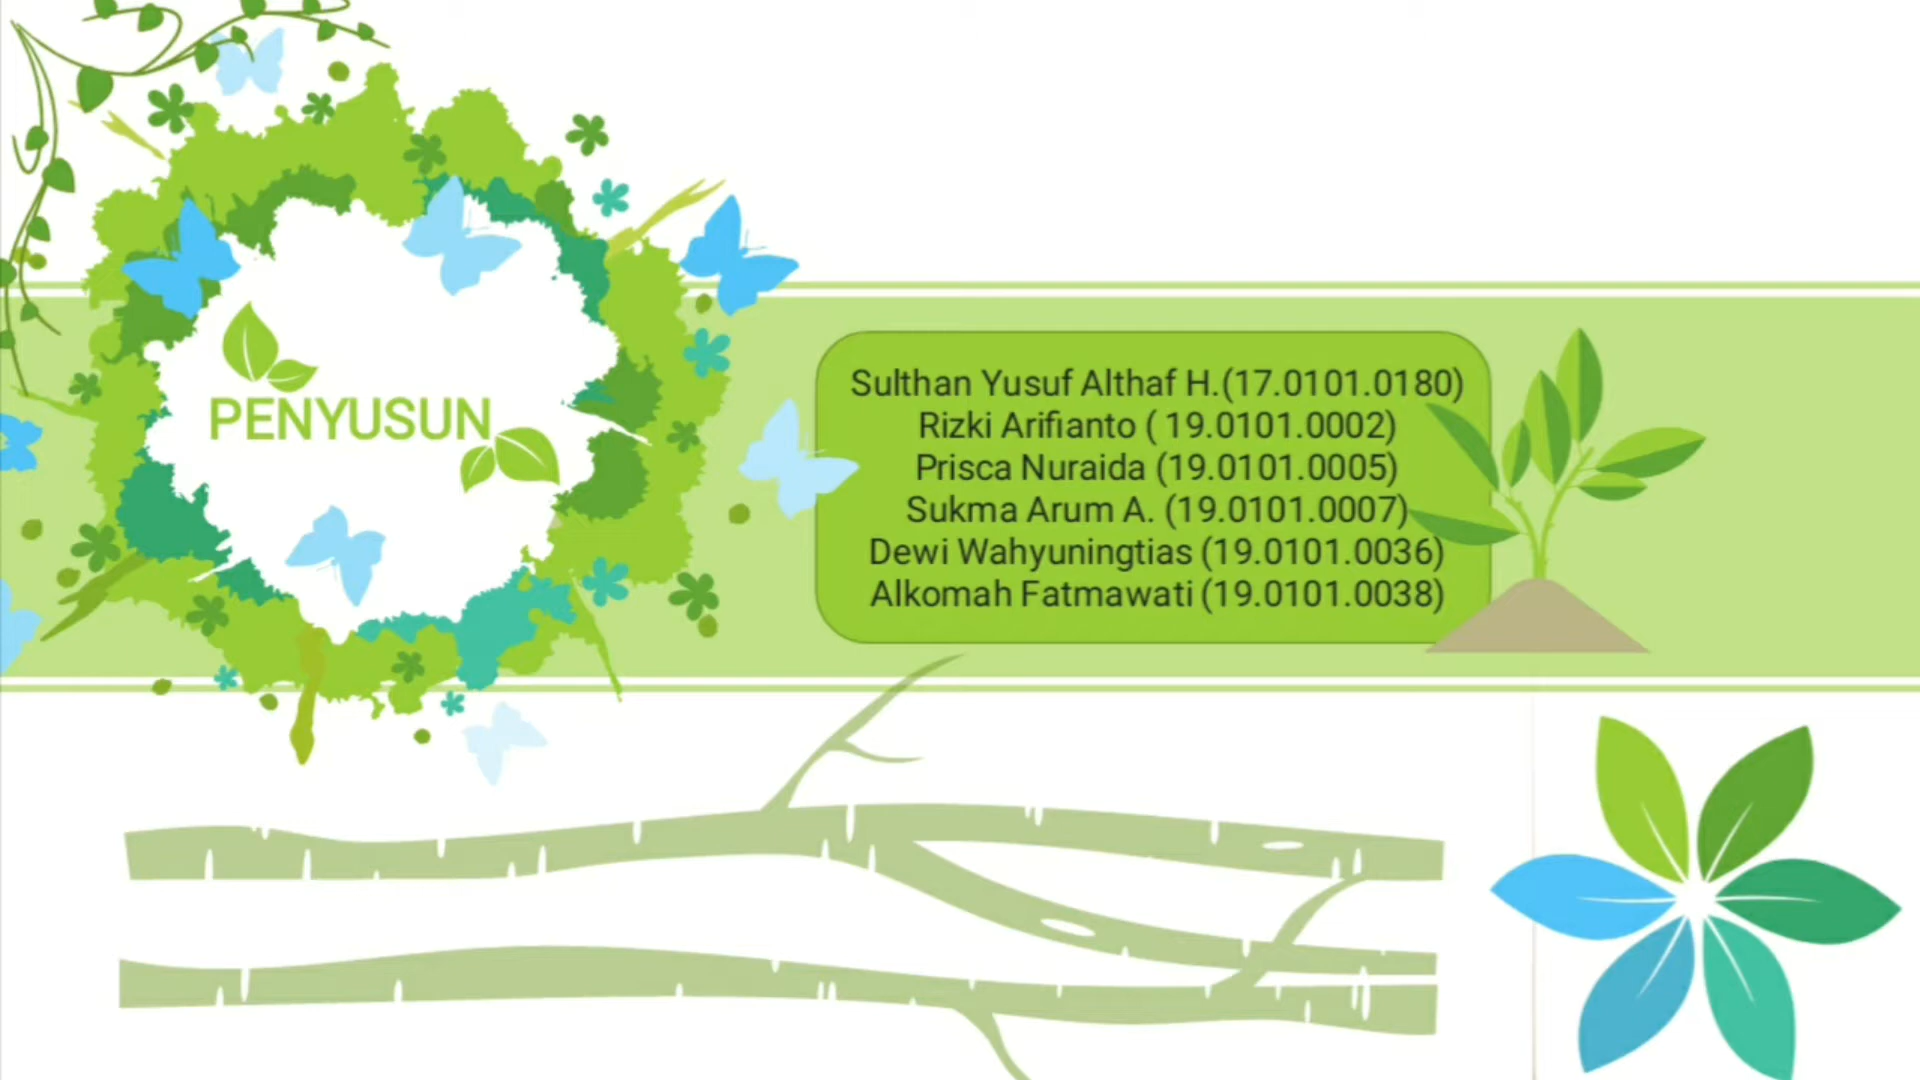 PENYUSUN
Sulthan Yusuf Althaf H.(17.0101.0180)
Rizki Arifianto ( 19.0101.0002)
Prisca Nuraida (19.0101.0005)
Sukma Arum A. (19.0101.0007)
Dewi Wahyuningtias (19.0101.0036)
Alkomah Fatmawati (19.0101.0038)